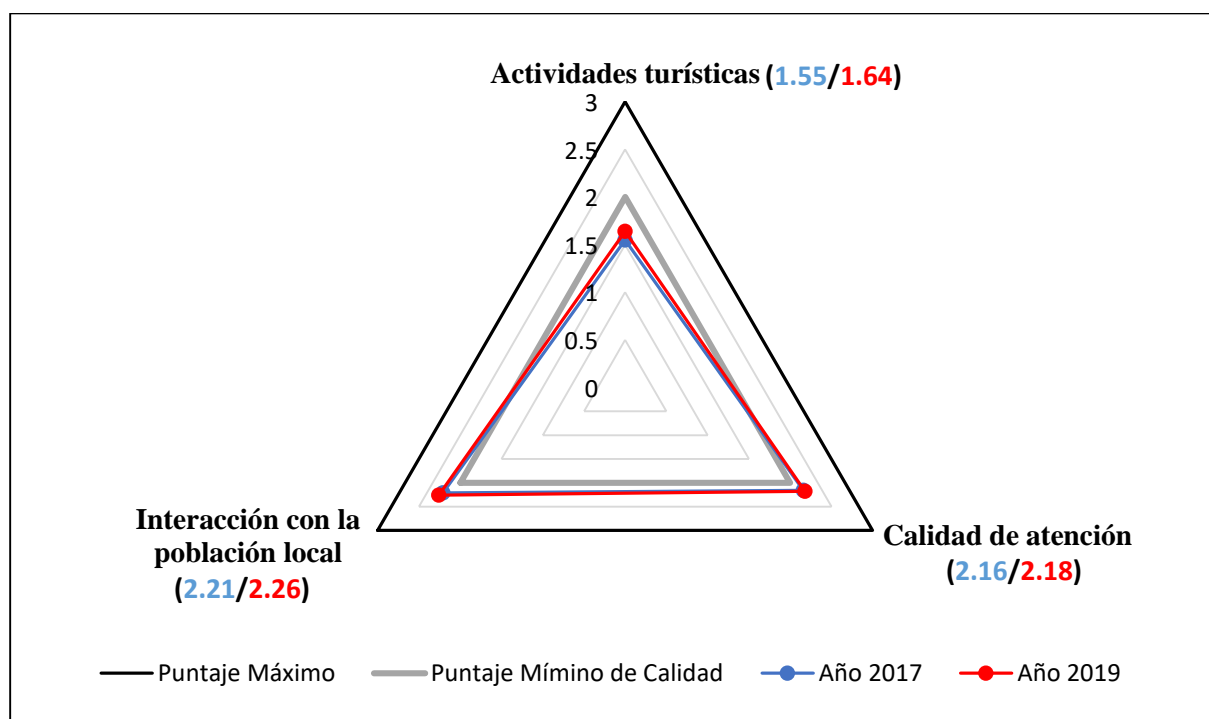 Actividades turísticas (1.55/1.64)
3
2.5
2
1.5
1
0.5
0
Interacción con la
población local
(2.21/2.26)
Calidad de atención
(2.16/2.18)
Puntaje Máximo
Puntaje Mímino de Calidad
Año 2017
Año 2019